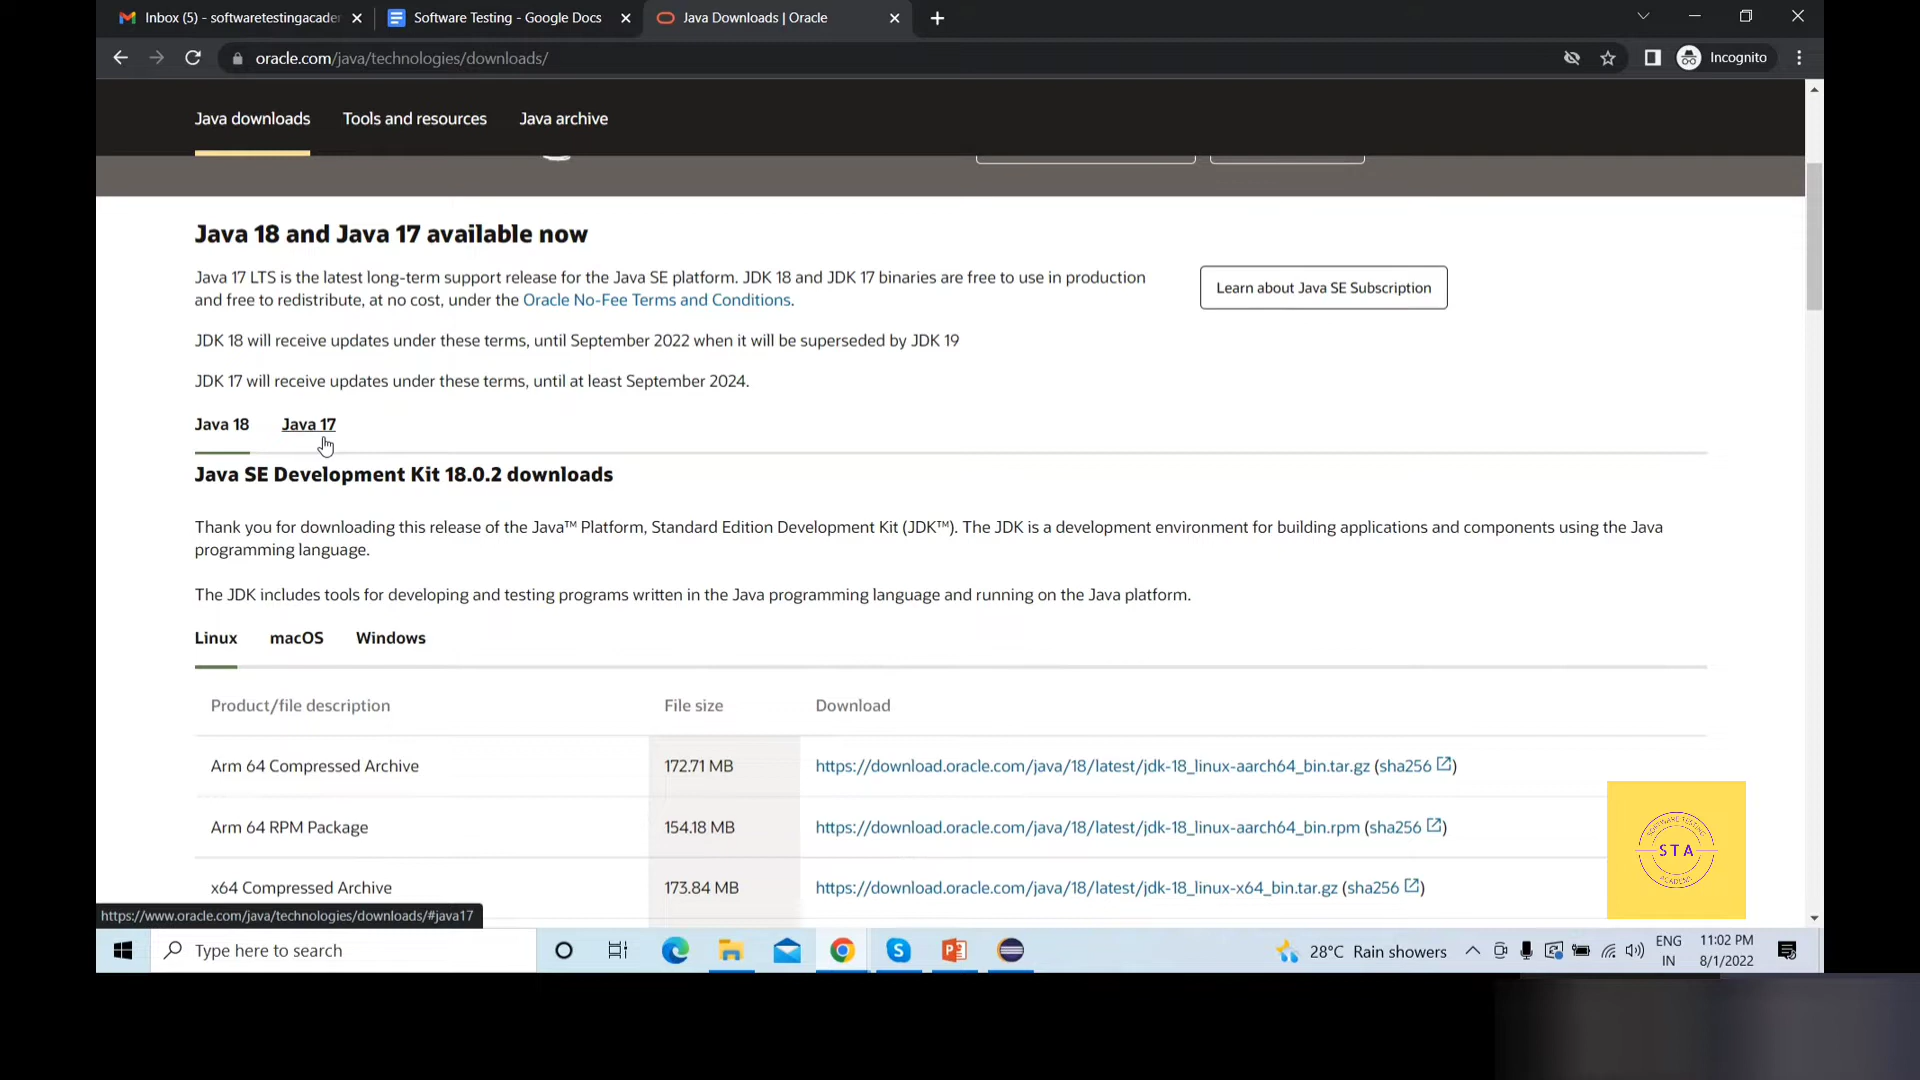 Inbox (5) - softwaretestingacader
Software Testing - Google Docs
Java Downloads | Oracle
oracle.com/java/technologies/downloads/
Incognito
Java downloads
Tools and resources
Java archive
Java 18 and Java 17 available now
Java 17 LTS is the latest long-term support release for the Java SE platform. JDK 18 and JDK 17 binaries are free to use in production
and free to redistribute, at no cost, under the Oracle No-Fee Terms and Conditions.
Learn about Java SE Subscription
JDK 18 will receive updates under these terms, until September 2022 when it will be superseded by JDK 19
JDK 17 will receive updates under these terms, until at least September 2024.
Java 18
Java 17
Java SE Development Kit 18.0.2 downloads
Thank you for downloading this release of the Java™ Platform, Standard Edition Development Kit (JDK™). The JDK is a development environment for building applications and components using the Java
programming language.
The JDK includes tools for developing and testing programs written in the Java programming language and running on the Java platform.
Linux
macOS
Windows
Product/file description
File size
Download
Arm 64 Compressed Archive
172.71 MB
https://download.oracle.com/java/18/latest/jdk-18_linux-aarch64_bin.tar.gz (sha256)
Arm 64 RPM Package
154.18 MB
https://download.oracle.com/java/18/latest/jdk-18_linux-aarch64_bin.rpm (sha256)
x64 Compressed Archive
173.84 MB
https://download.oracle.com/java/18/latest/jdk-18_linux-x64_bin.tar.gz (sha256)
SOFTWARE TESTING
STA
ACADEMY
https://www.oracle.com/java/technologies/downloads/#java17
Type here to search
28°C Rain showers
ENG
IN
11:02 PM
8/1/2022